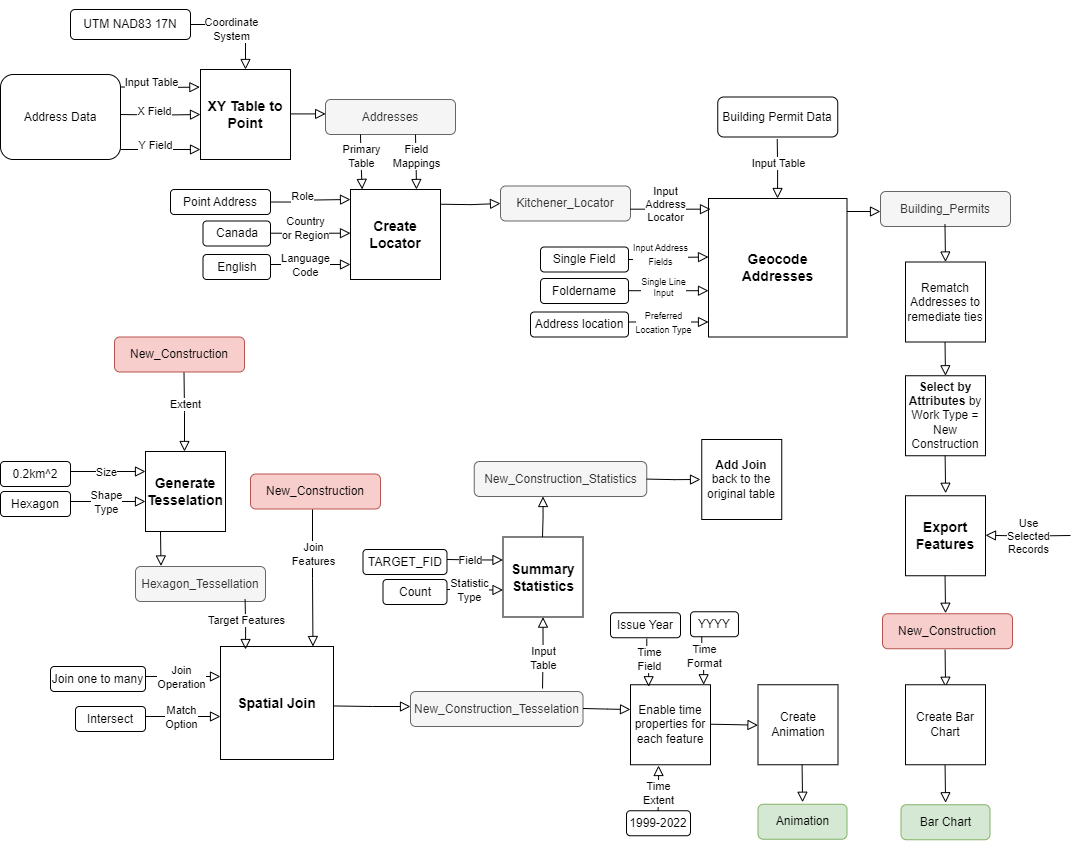 UTM NAD83 17N
Coordinate
System
Address Data
Input Table
X Field
Y Field
XY Table to
Point
Addresses
Primary
Table
Field
Mappings
Point Address
Role
Canada
Country
or Region
English
Language
Code
Create
Locator
Kitchener_Locator
Input
Address
Locator
Building Permit Data
Input Table
Single Field
Input Address
Fields
Foldername
Single Line
Input
Address location
Preferred
Location Type
Geocode
Addresses
Building_Permits
Rematch
Addresses to
remediate ties
Select by
Attributes by
Work Type =
New
Construction
Export
Features
Use
Selected
Records
New_Construction
Create Bar
Chart
Bar Chart
New_Construction
Extent
0.2km^2
Size
Hexagon
Shape
Type
Generate
Tesselation
Hexagon_Tessellation
Target Features
New_Construction
Join
Features
Join one to many
Join
Operation
Intersect
Match
Option
Spatial Join
New_Construction_Tesselation
Input
Table
TARGET_FID
Field
Count
Statistic
Type
Summary
Statistics
New_Construction_Statistics
Add Join
back to the
original table
Issue Year
Time
Field
YYYY
Time
Format
Enable time
properties for
each feature
Time
Extent
1999-2022
Create
Animation
Animation